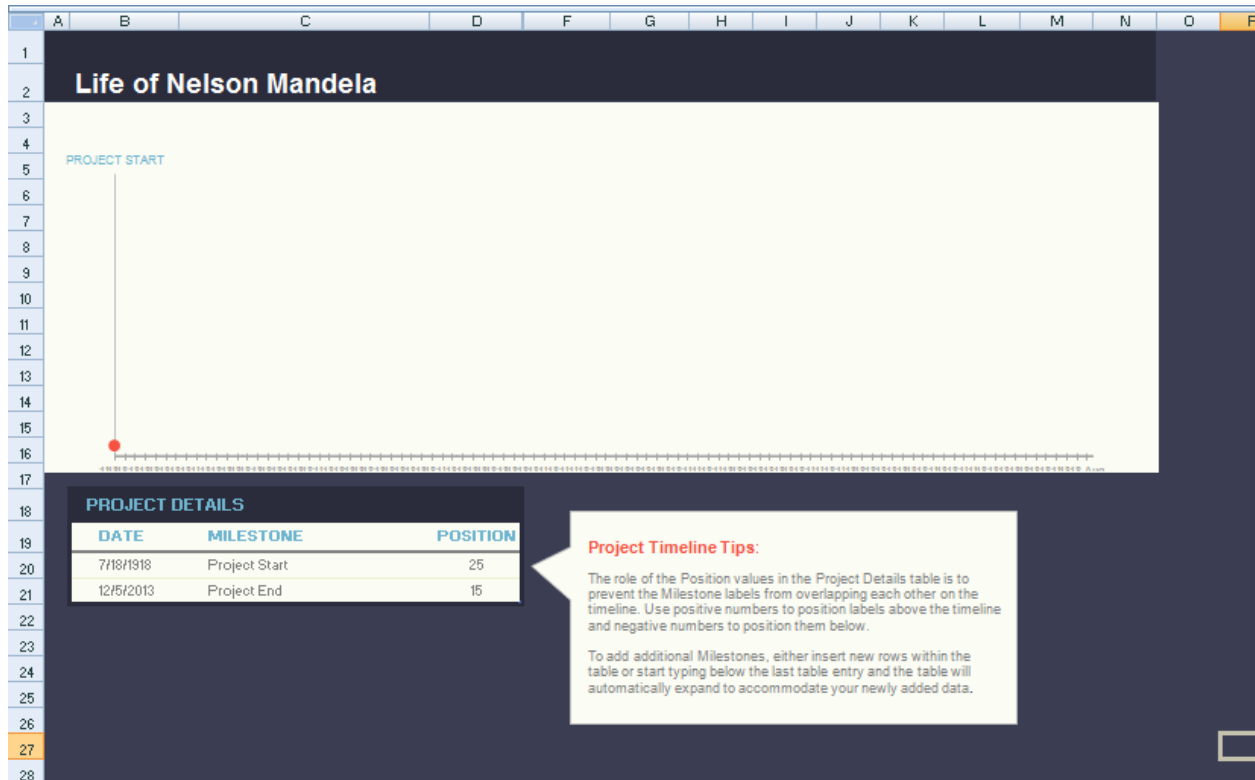 A B C D F G H I J K L M N O
1
2 Life of Nelson Mandela
3
4
5 PROJECT START
6
7
8
9
10
11
12
13
14
15
16
17
18 PROJECT DETAILS
19 DATE MILESTONE POSITION
20 7/18/1918 Project Start 25
21 12/5/2013 Project End 15
22
23
24
25
26
27
28
Project Timeline Tips:
The role of the Position values in the Project Details table is to
prevent the Milestone labels from overlapping each other on the
timeline. Use positive numbers to position labels above the timeline
and negative numbers to position them below.
To add additional Milestones, either insert new rows within the
table or start typing below the last table entry and the table will
automatically expand to accommodate your newly added data.